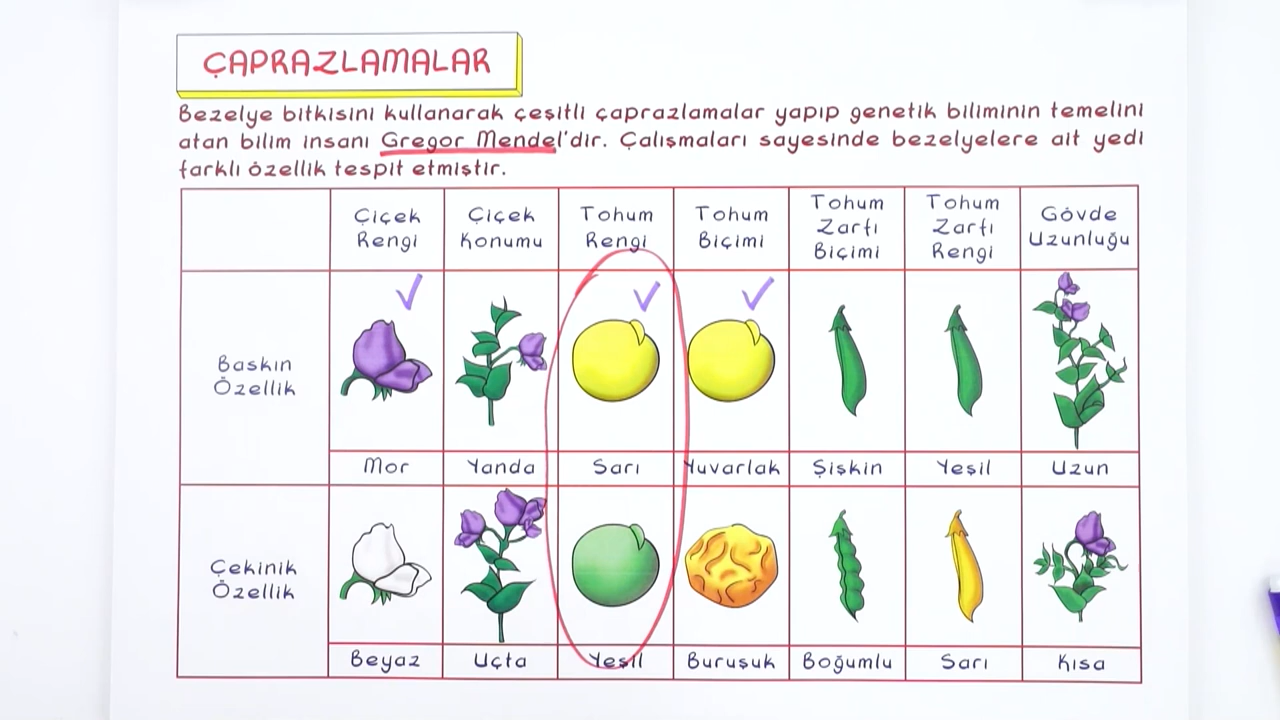 ÇAPRAZLAMALAR
Bezelye bitkisini kullanarak çeşitli çaprazlamalar yapıp genetik biliminin temelini
atan bilim insanı Gregor Mendel'dir. Çalışmaları sayesinde bezelyelere ait yedi
farklı özellik tespit etmiştir.
Çiçek Rengi
Çiçek Konumu
Tohum Rengi
Tohum Biçimi
Tohum Zarfı Biçimi
Tohum Zarfı Rengi
Gövde Uzunluğu
Baskın Özellik
Mor
Yanda
Sarı
Yuvarlak
Şişkin
Yeşil
Uzun
Çekinik Özellik
Beyaz
Uçta
Yeşil
Buruşuk
Boğumlu
Sarı
Kısa